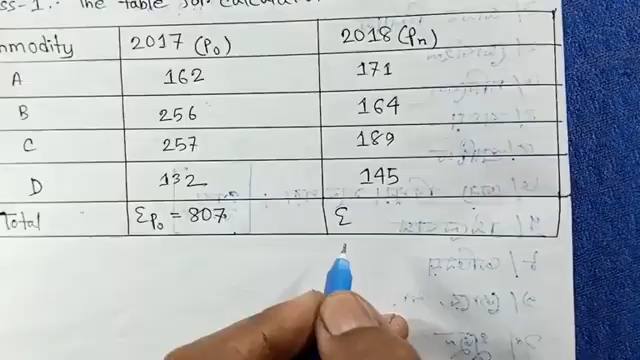 ss-1: The table for calculat
mmodity 2017 (P₀) 2018 (Pn)
A 162 171
B 256 164
C 257 189
D 132 145
Total Σp₀ = 807 Σ